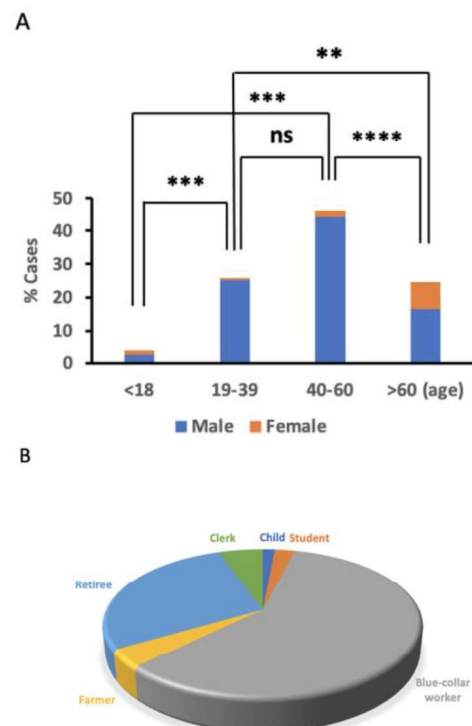 A
**
***
ns
****
***
50
40
30
20
10
0
% Cases
<18 19-39 40-60 >60 (age)
Male Female
B
Clerk Child Student
Retiree
Farmer
Blue-collar
worker